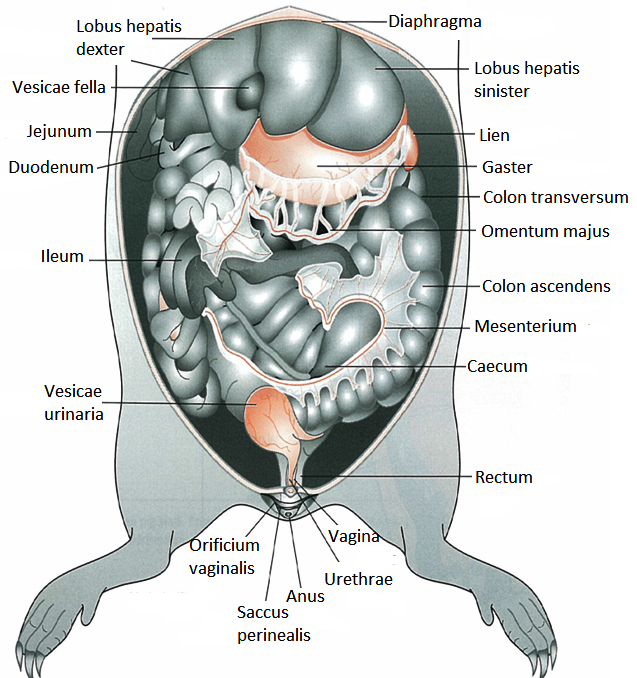 Lobus hepatis
dexter
Vesicae fella
Jejunum
Duodenum
Ileum
Vesicae
urinaria
Diaphragma
Lobus hepatis
sinister
Lien
Gaster
Colon transversum
Omentum majus
Colon ascendens
Mesenterium
Caecum
Rectum
Vagina
Urethrae
Anus
Orificium
vaginalis
Saccus
perinealis